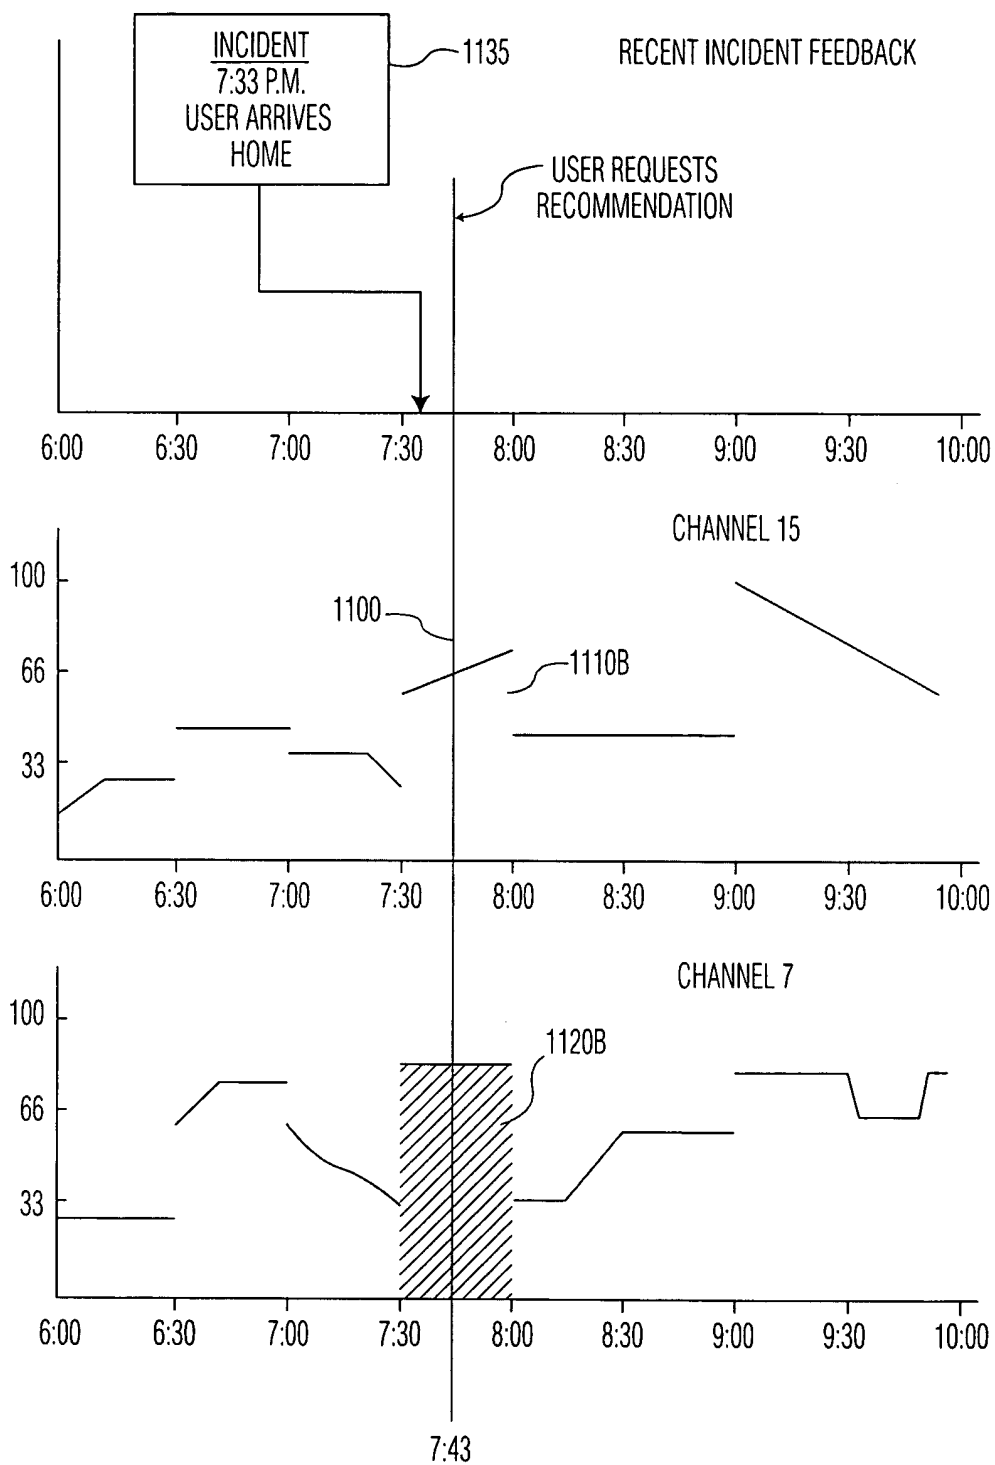 INCIDENT
7:33 P.M.
USER ARRIVES
HOME
1135
RECENT INCIDENT FEEDBACK
USER REQUESTS
RECOMMENDATION
6:00 6:30 7:00 7:30 8:00 8:30 9:00 9:30 10:00
CHANNEL 15
100
66
33
1100
1110B
6:00 6:30 7:00 7:30 8:00 8:30 9:00 9:30 10:00
CHANNEL 7
100
66
33
1120B
6:00 6:30 7:00 7:30 8:00 8:30 9:00 9:30 10:00
7:43